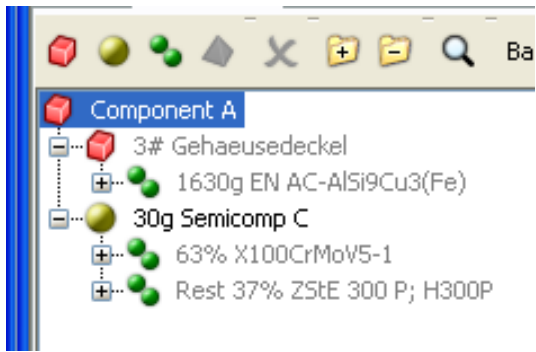 Ba
Component A
3# Gehaeusedeckel
1630g EN AC-AlSi9Cu3(Fe)
30g Semicomp C
63% X100CrMoV5-1
Rest 37% ZStE 300 P; H300P